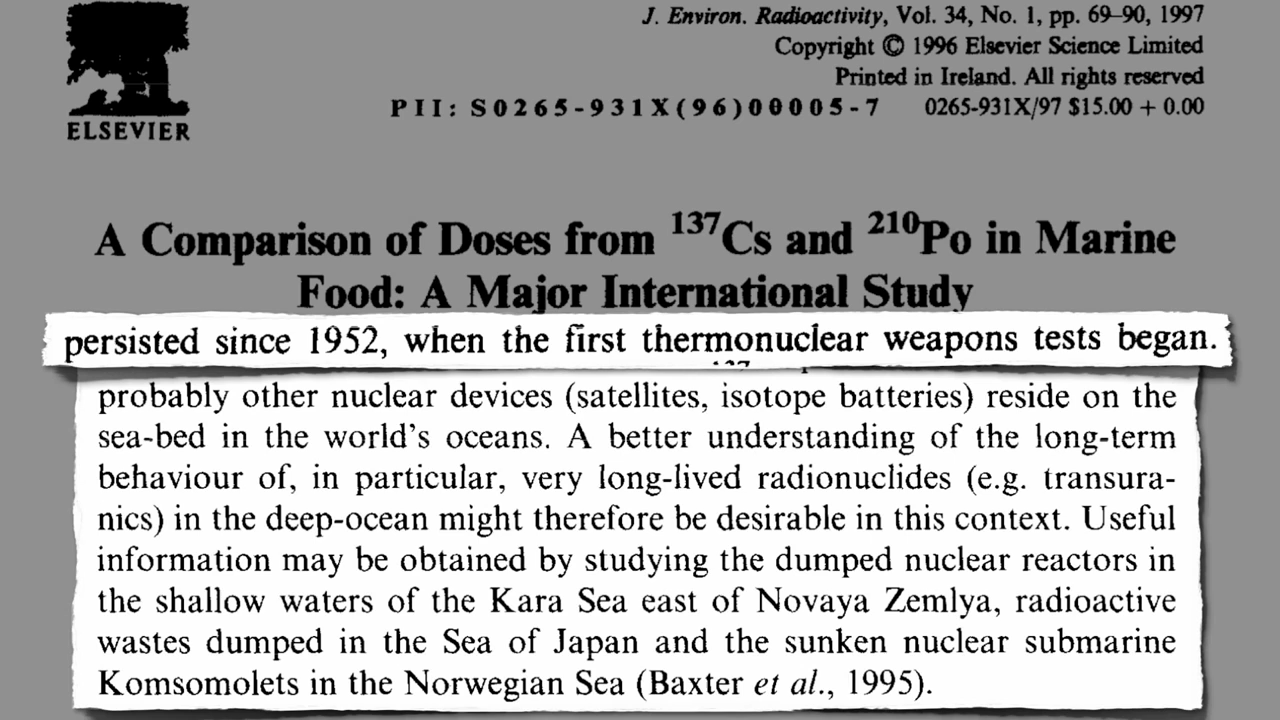 ELSEVIER
J. Environ. Radioactivity, Vol. 34, No. 1, pp. 69–90, 1997
Copyright © 1996 Elsevier Science Limited
Printed in Ireland. All rights reserved
PII: S0265-931X(96)00005-7 0265-931X/97 $15.00 + 0.00
A Comparison of Doses from ¹³⁷Cs and ²¹⁰Po in Marine
Food: A Major International Study
persisted since 1952, when the first thermonuclear weapons tests began.
probably other nuclear devices (satellites, isotope batteries) reside on the
sea-bed in the world's oceans. A better understanding of the long-term
behaviour of, in particular, very long-lived radionuclides (e.g. transura-
nics) in the deep-ocean might therefore be desirable in this context. Useful
information may be obtained by studying the dumped nuclear reactors in
the shallow waters of the Kara Sea east of Novaya Zemlya, radioactive
wastes dumped in the Sea of Japan and the sunken nuclear submarine
Komsomolets in the Norwegian Sea (Baxter et al., 1995).